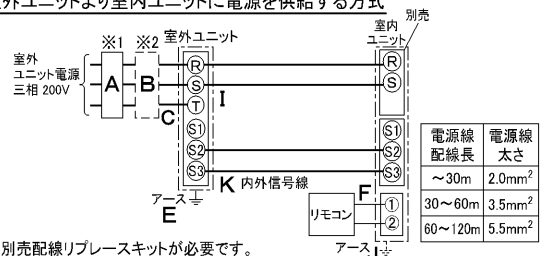 外ユニットより室内ユニットに電源を供給する方式
別売
※1
※2
室外ユニット
室内
ユニット
室外
ユニット電源
三相 200V
A
B
C
R
S
T
S1
S2
S3
I
R
S
S1
S2
S3
K 内外信号線
F
アース
E
リモコン
①
②
アース
電源線
配線長
電源線
太さ
～30m 2.0mm²
30～60m 3.5mm²
60～120m 5.5mm²
別売配線リプレースキットが必要です。